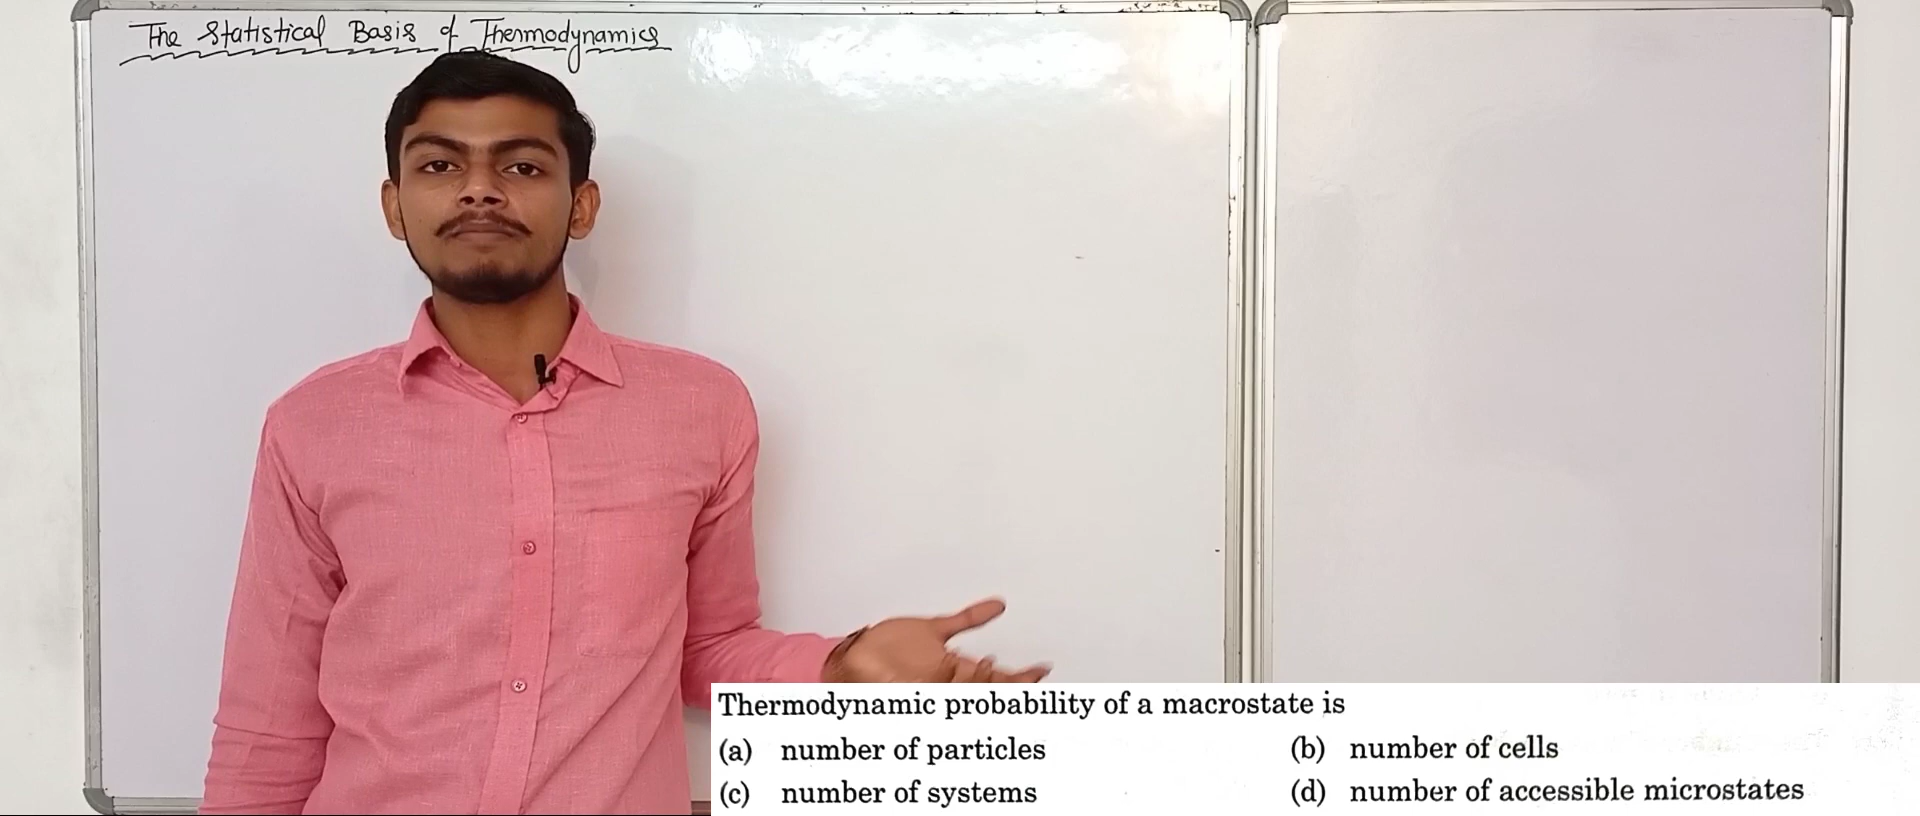 The Statistical Basis of Thermodynamics
Thermodynamic probability of a macrostate is
(a) number of particles (b) number of cells
(c) number of systems (d) number of accessible microstates